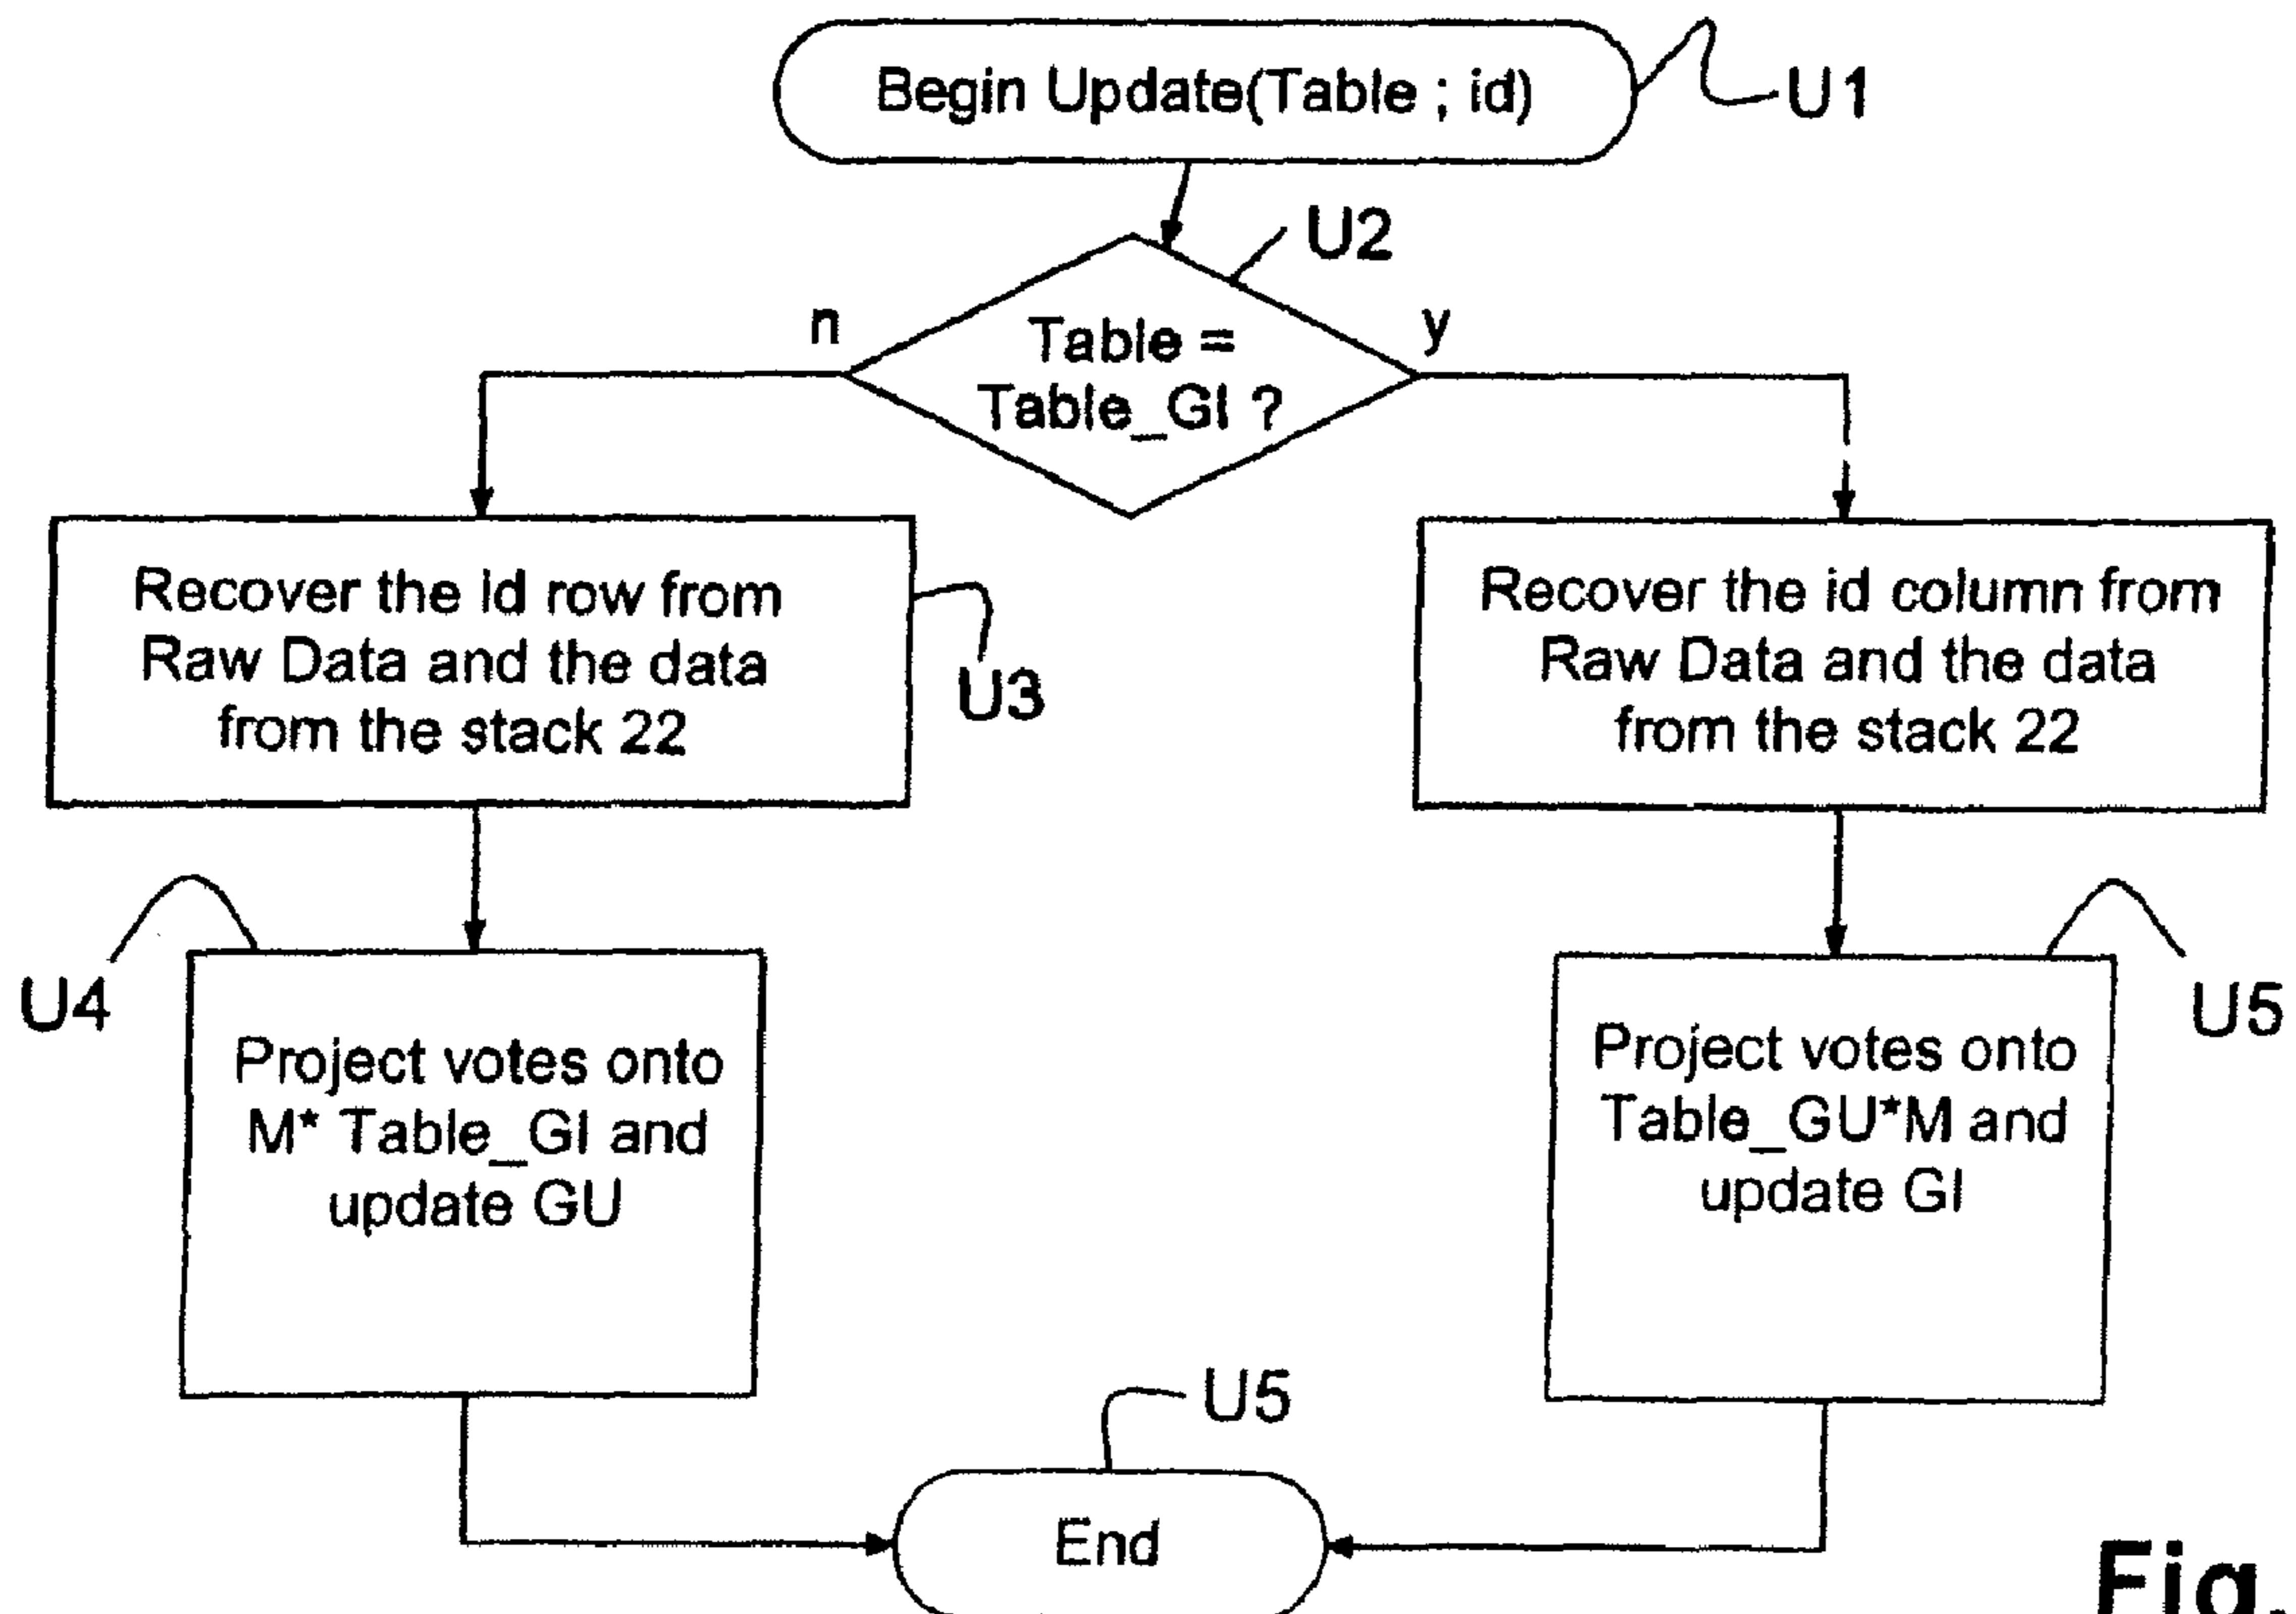 Begin Update(Table ; id)
U1
U2
n
y
Table =
Table_GI ?
Recover the id row from
Raw Data and the data
from the stack 22
U3
Recover the id column from
Raw Data and the data
from the stack 22
U4
Project votes onto
M* Table_GI and
update GU
U5
Project votes onto
Table_GU*M and
update GI
U5
End
Fig.